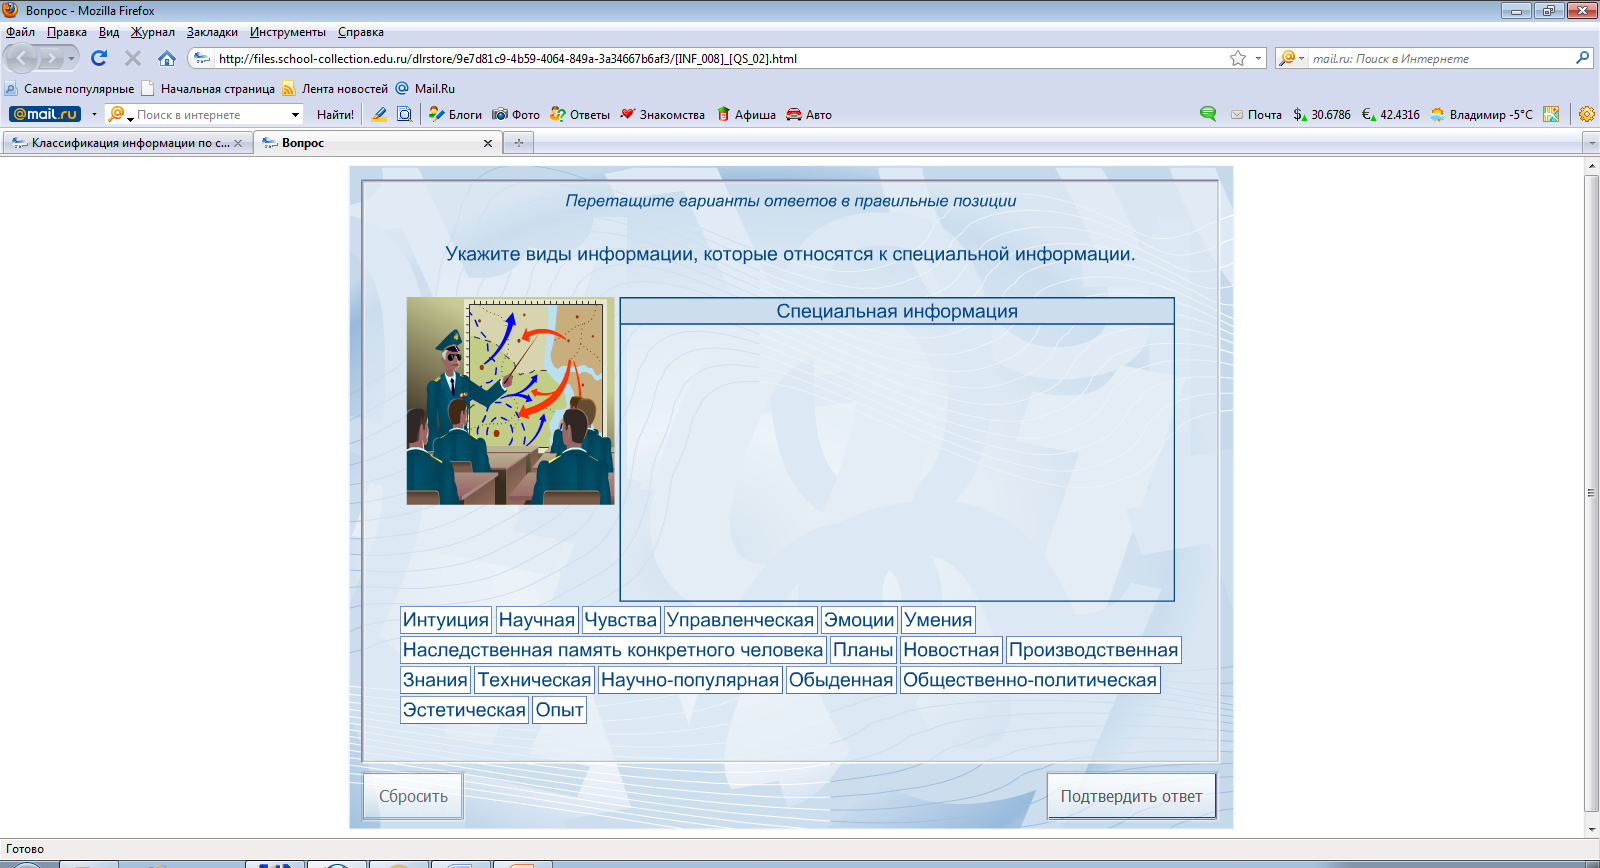 Вопрос - Mozilla Firefox
Файл Правка Вид Журнал Закладки Инструменты Справка
http://files.school-collection.edu.ru/dlrstore/9e7d81c9-4b59-4064-849a-3a34667b6af3/[INF_008]_[QS_02].html mail.ru: Поиск в Интернете
Самые популярные Начальная страница Лента новостей Mail.Ru
@mail.ru Поиск в интернете Найти! Блоги Фото Ответы Знакомства Афиша Авто Почта $ 30.6786 € 42.4316 Владимир -5°C
Классификация информации по с... Вопрос
Перетащите варианты ответов в правильные позиции
Укажите виды информации, которые относятся к специальной информации.
Специальная информация
Интуиция Научная Чувства Управленческая Эмоции Умения
Наследственная память конкретного человека Планы Новостная Производственная
Знания Техническая Научно-популярная Обыденная Общественно-политическая
Эстетическая Опыт
Сбросить Подтвердить ответ
Готово